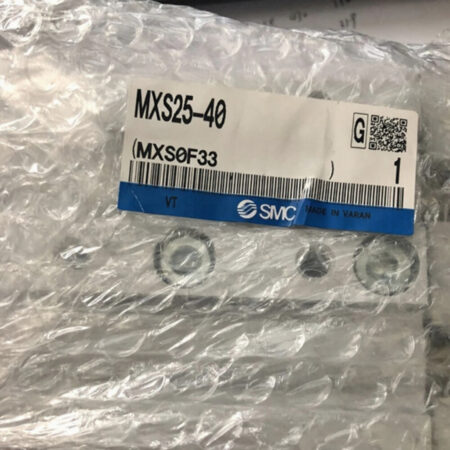 MXS25-40
G
(MXS0F33 )
1
VT SMC MADE IN VARAN